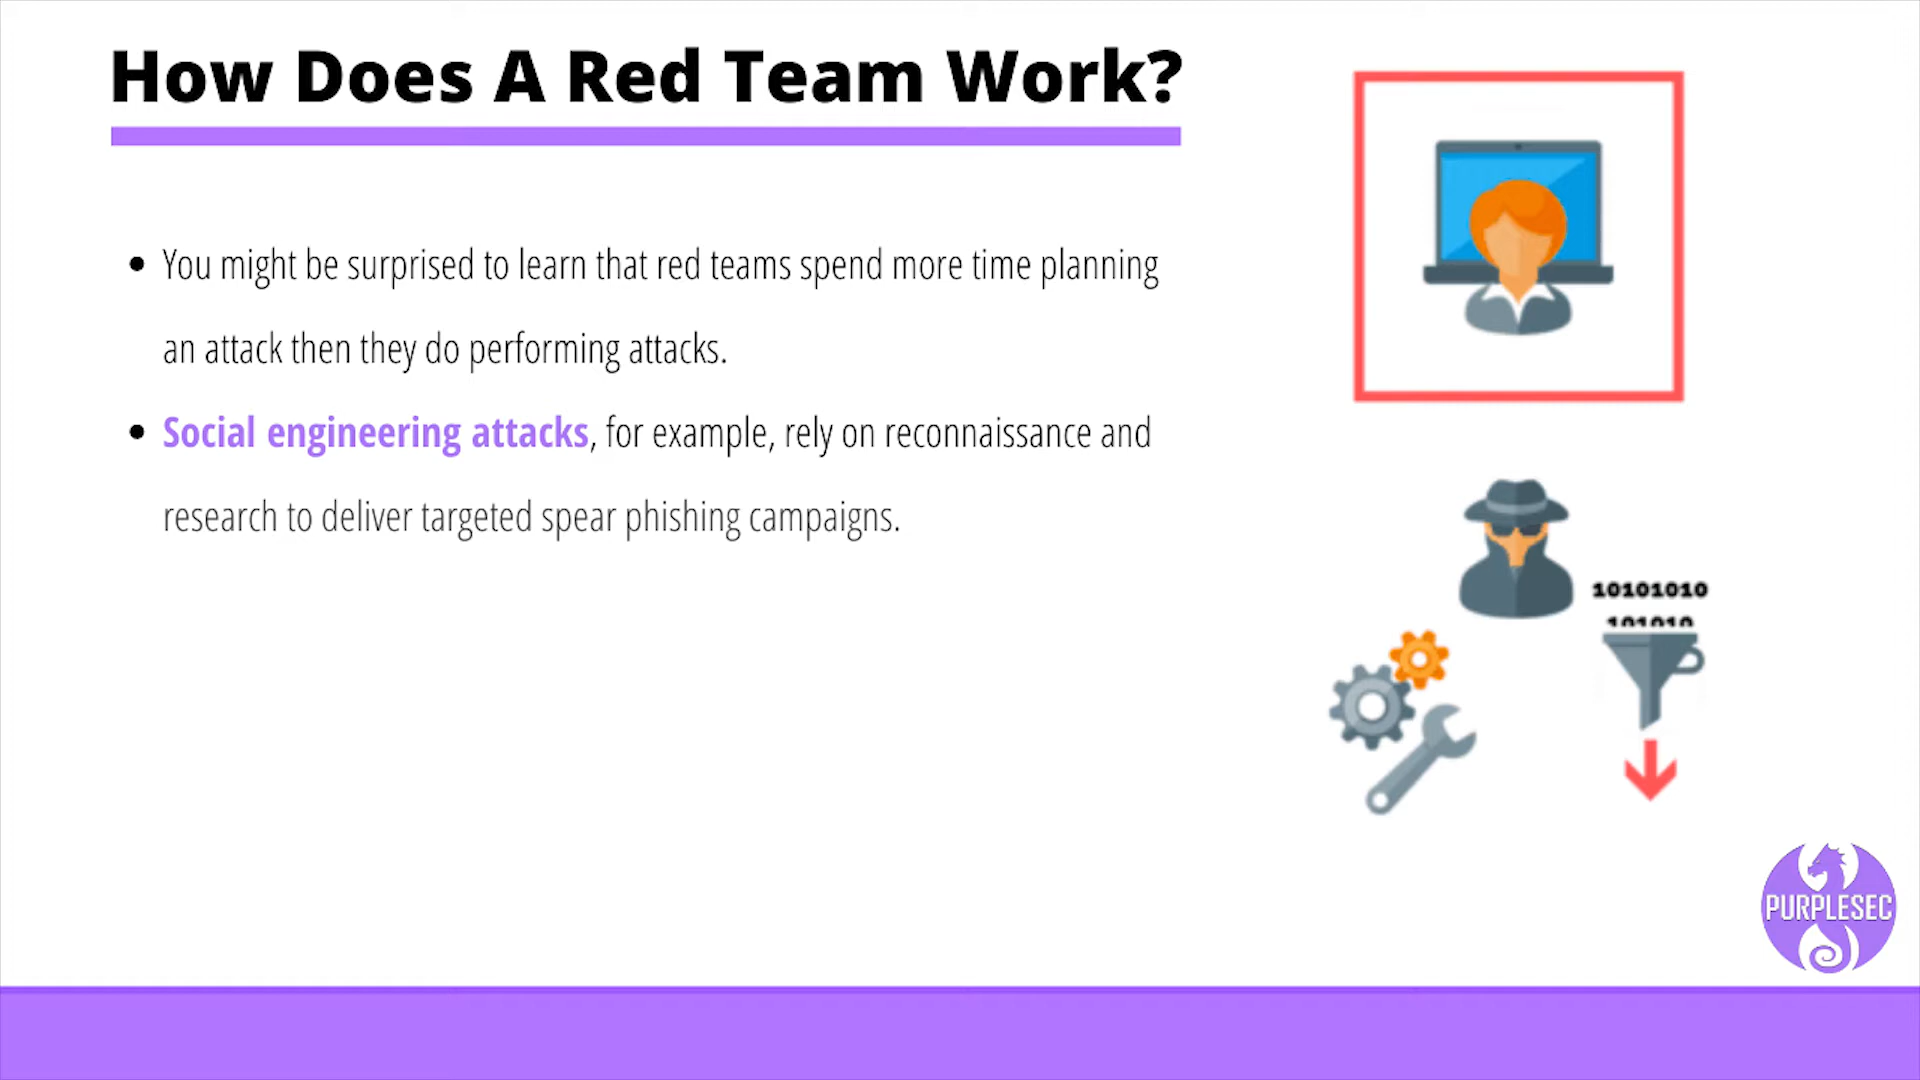 How Does A Red Team Work?
• You might be surprised to learn that red teams spend more time planning
an attack then they do performing attacks.
• Social engineering attacks, for example, rely on reconnaissance and
research to deliver targeted spear phishing campaigns.
10101010
101010
PURPLESEC